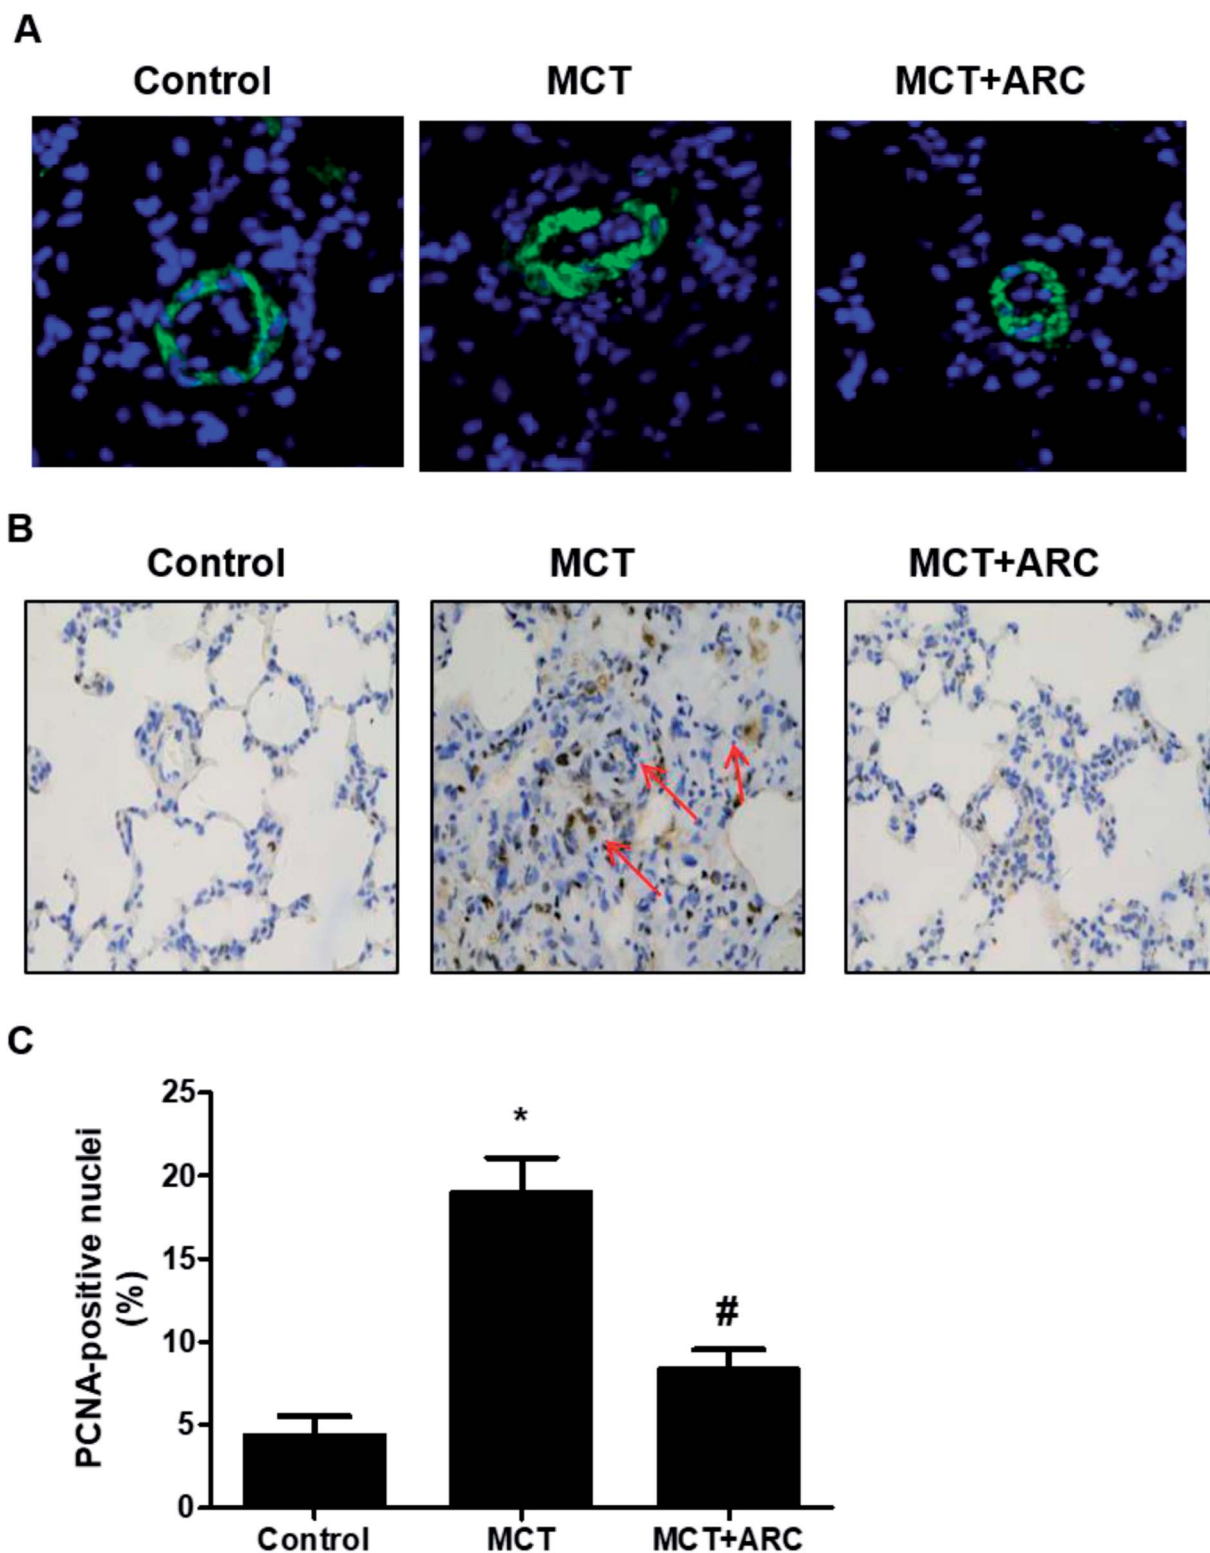 A
Control MCT MCT+ARC
B
Control MCT MCT+ARC
C
PCNA-positive nuclei
(%)
25
20
15
10
5
0
*
#
Control MCT MCT+ARC